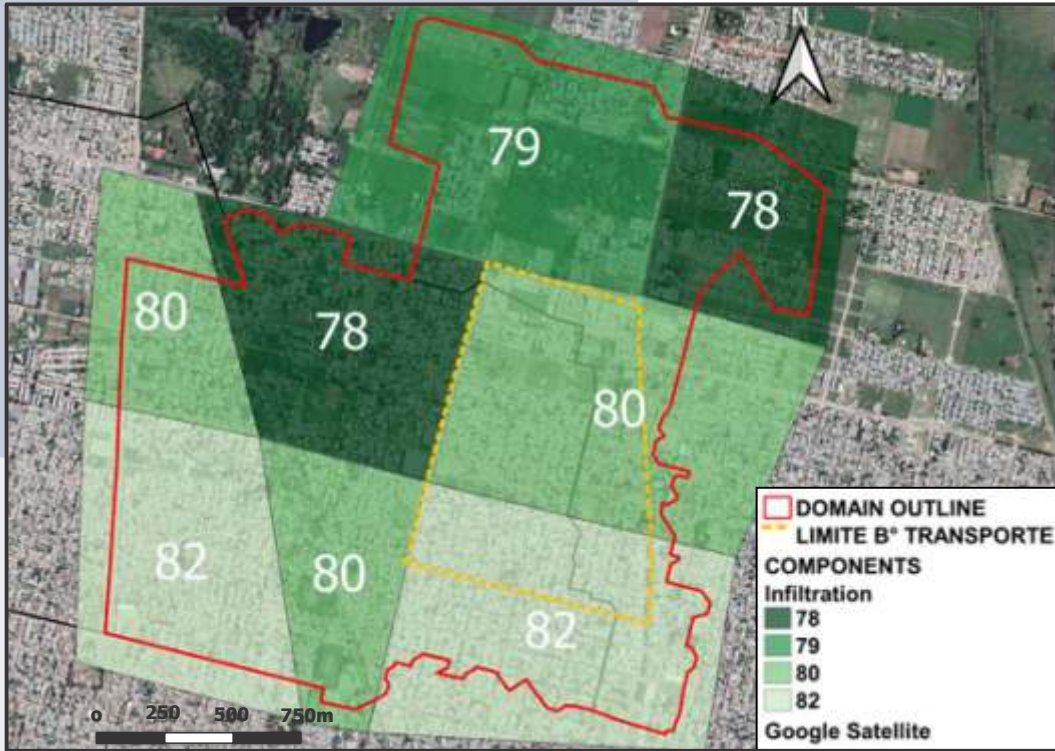 N
79
78
80
78
80
82
80
82
0 250 500 750m
DOMAIN OUTLINE
LIMITE B° TRANSPORTE
COMPONENTS
Infiltration
78
79
80
82
Google Satellite